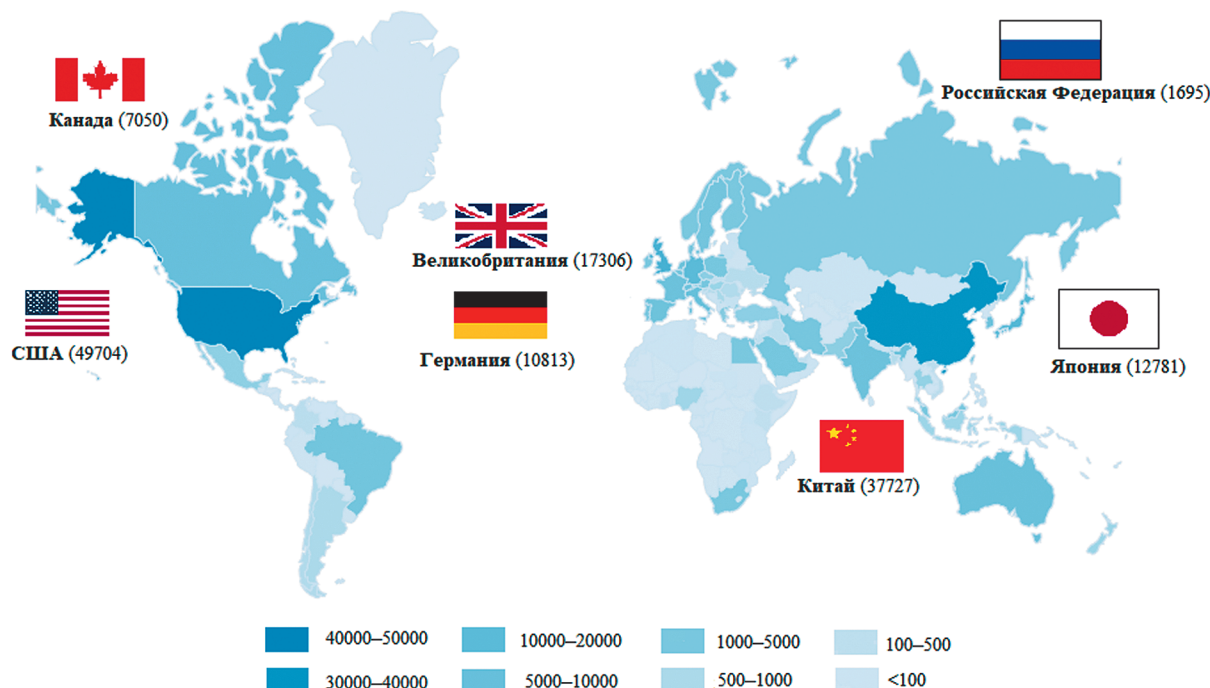 Канада (7050)
Российская Федерация (1695)
Великобритания (17306)
США (49704)
Германия (10813)
Япония (12781)
Китай (37727)
40000–50000
10000–20000
1000–5000
100–500
30000–40000
5000–10000
500–1000
<100